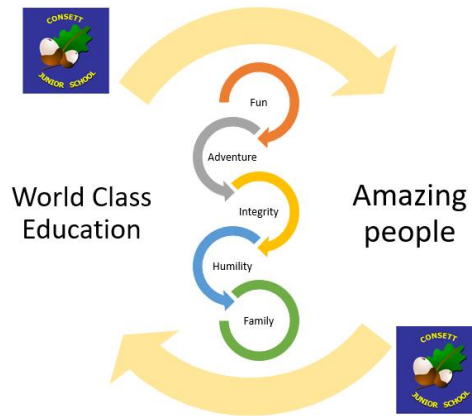 CONSETT
JUNIOR SCHOOL
Fun
Adventure
World Class
Education
Integrity
Amazing
people
Humility
Family
CONSETT
JUNIOR SCHOOL